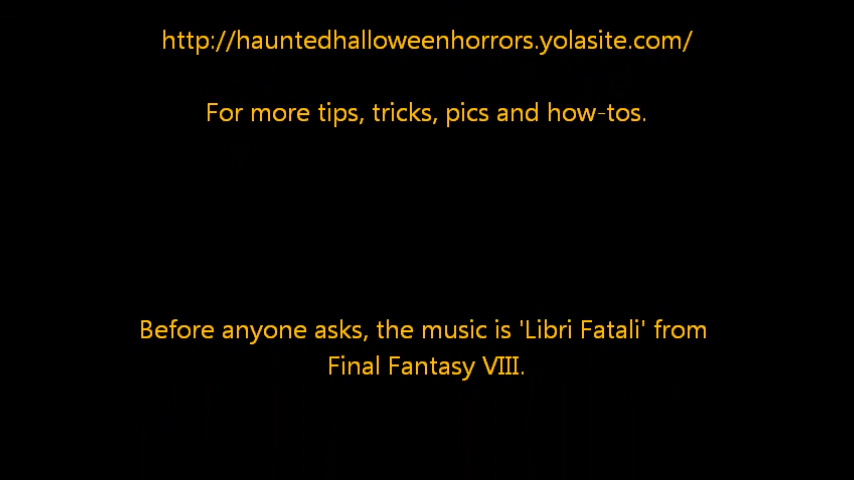 http://hauntedhalloweenhorrors.yolasite.com/
For more tips, tricks, pics and how-tos.
Before anyone asks, the music is 'Libri Fatali' from
Final Fantasy VIII.